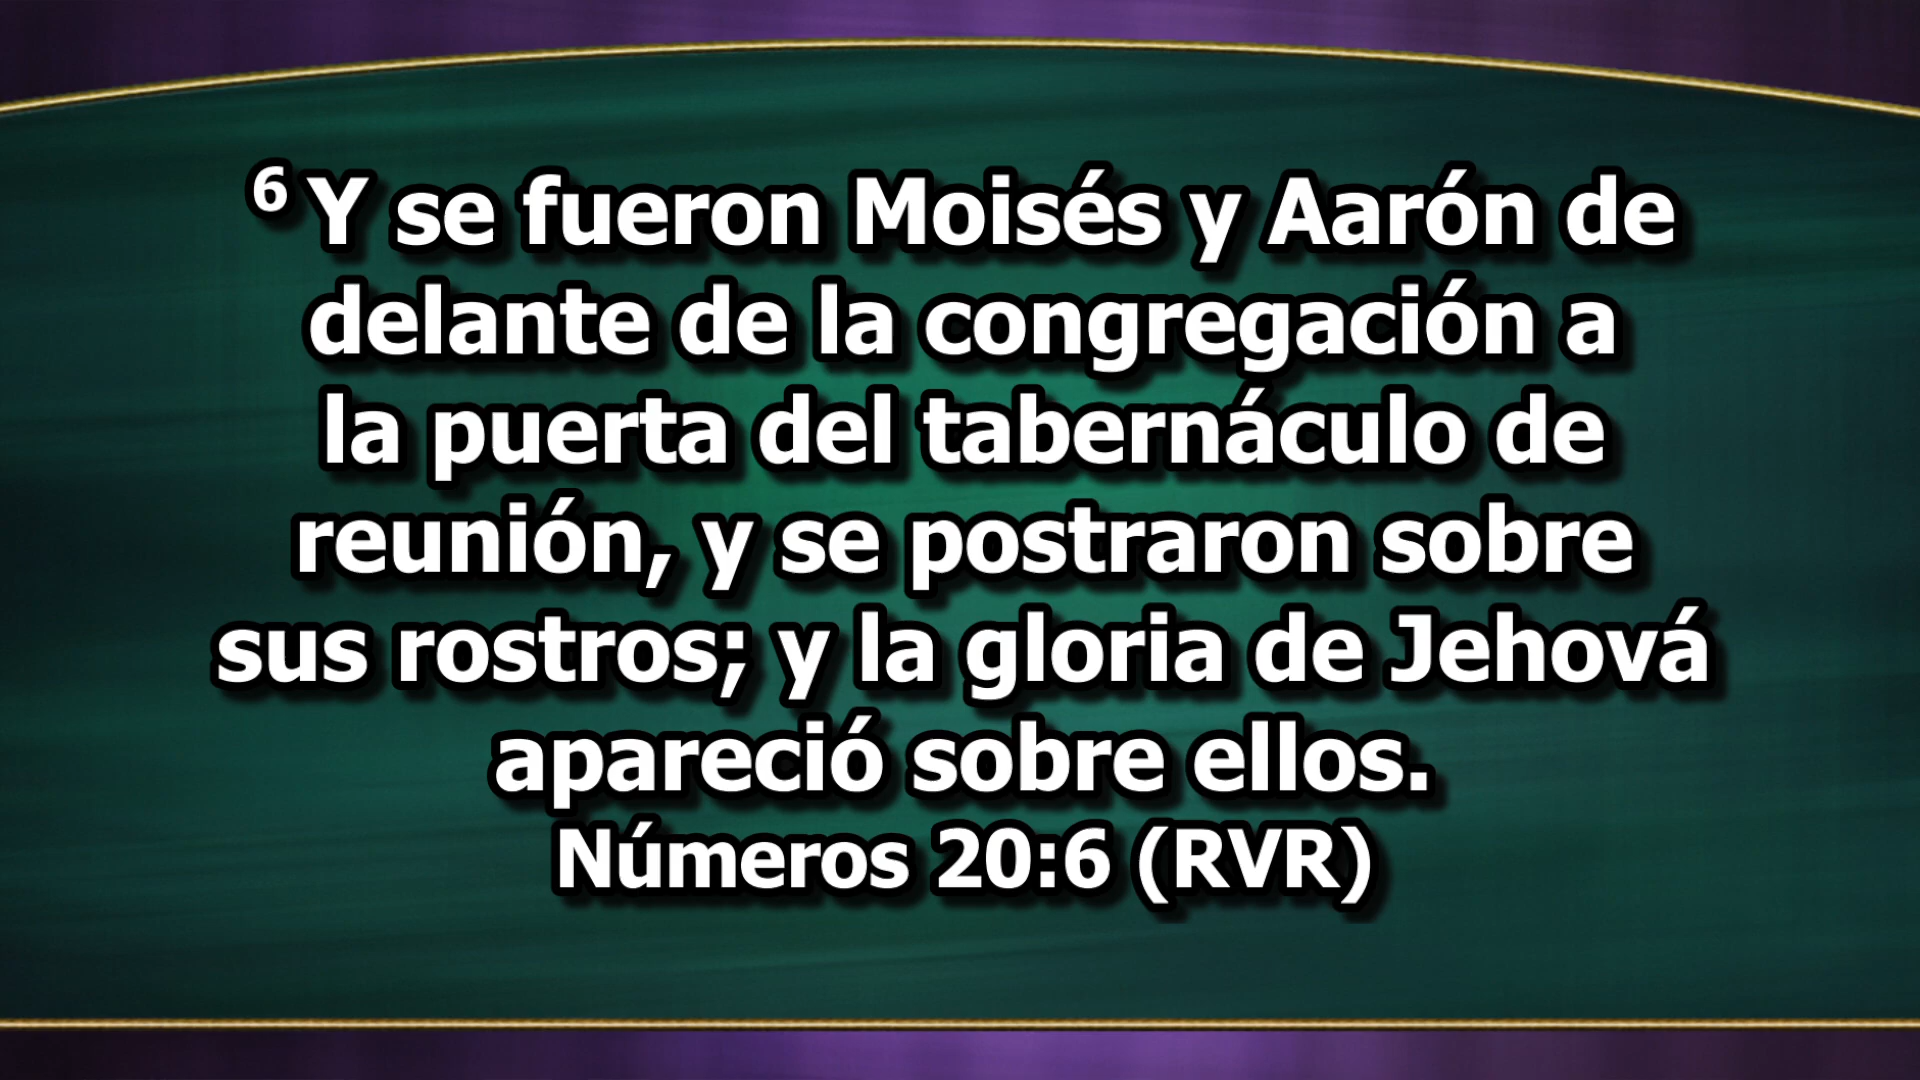 6 Y se fueron Moisés y Aarón de
delante de la congregación a
la puerta del tabernáculo de
reunión, y se postraron sobre
sus rostros; y la gloria de Jehová
apareció sobre ellos.
Números 20:6 (RVR)